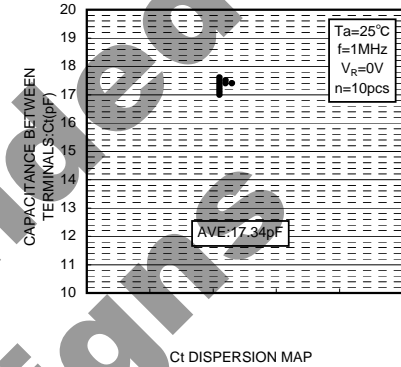 20
19
18
17
16
15
14
13
12
11
10
CAPACITANCE BETWEEN
TERMINALS:Ct(pF)
Ta=25℃
f=1MHz
VR=0V
n=10pcs
AVE:17.34pF
Ct DISPERSION MAP